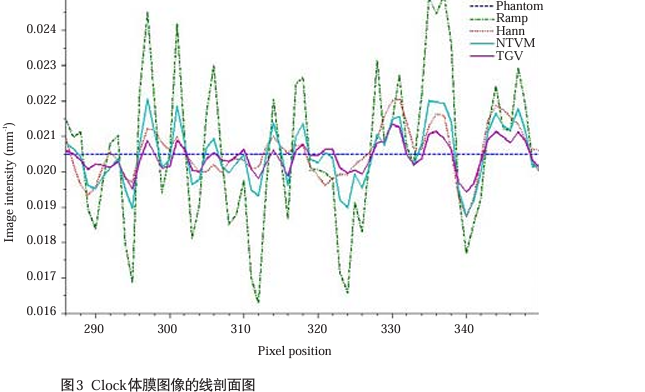 Phantom
Ramp
Hann
NTVM
TGV
0.024
0.023
0.022
0.021
0.020
0.019
0.018
0.017
0.016
Image intensity (mm⁻¹)
290 300 310 320 330 340
Pixel position
图3 Clock体膜图像的线剖面图